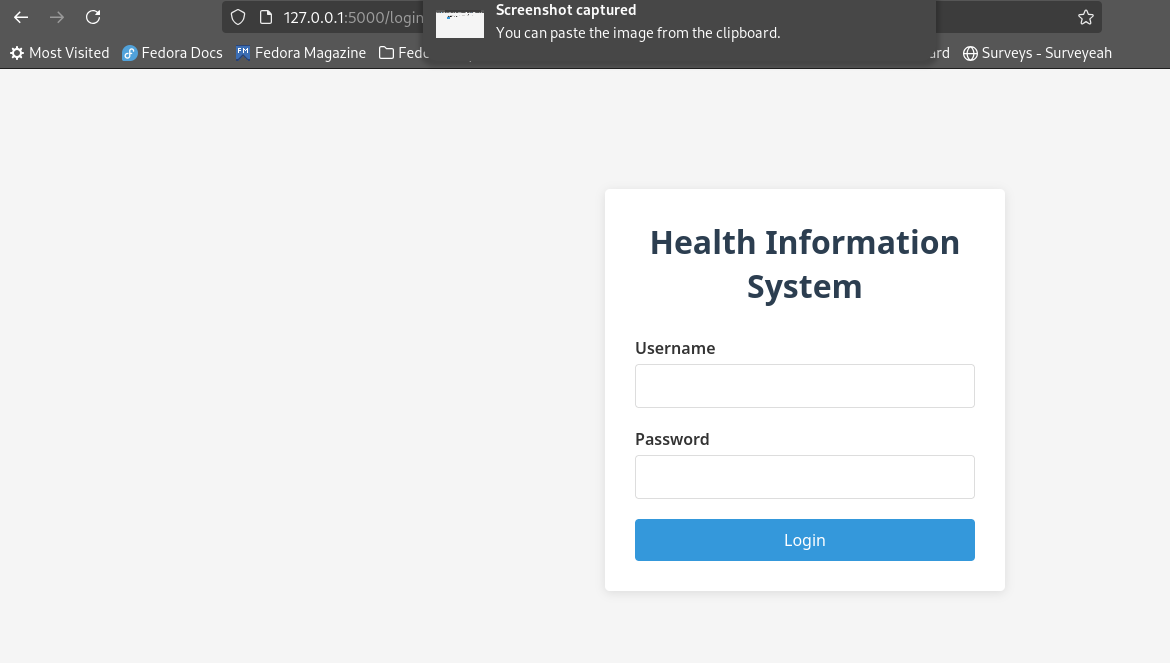 127.0.0.1:5000/login
Screenshot captured
You can paste the image from the clipboard.
Most Visited
Fedora Docs
Fedora Magazine
Surveys - Surveyeah
Health Information
System
Username
Password
Login